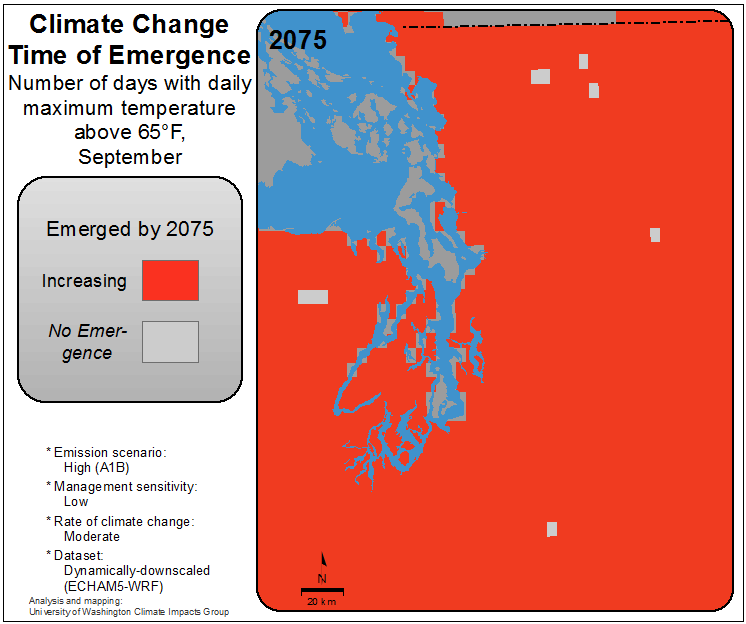 Climate Change
Time of Emergence
Number of days with daily
maximum temperature
above 65°F,
September
2075
Emerged by 2075
Increasing
No Emer-
gence
* Emission scenario:
High (A1B)
* Management sensitivity:
Low
* Rate of climate change:
Moderate
* Dataset:
Dynamically-downscaled
(ECHAM5-WRF)
Analysis and mapping:
University of Washington Climate Impacts Group
N
20 km